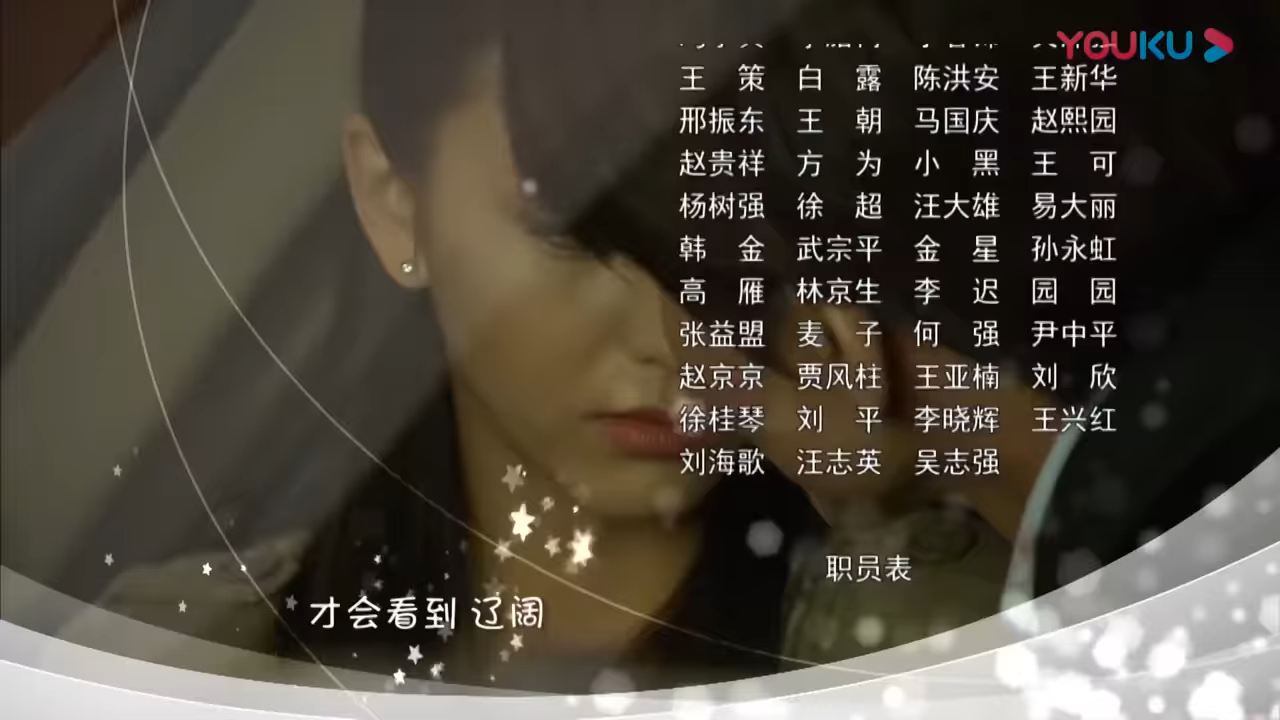 YOUKU
王策 白露 陈洪安 王新华
邢振东 王朝 马国庆 赵熙园
赵贵祥 方为 小黑 王可
杨树强 徐超 汪大雄 易大丽
韩金 武宗平 金星 孙永虹
高雁 林京生 李迟 园园
张益盟 麦子 何强 尹中平
赵京京 贾风柱 王亚楠 刘欣
徐桂琴 刘平 李晓辉 王兴红
刘海歌 汪志英 吴志强
职员表
才会看到 辽阔